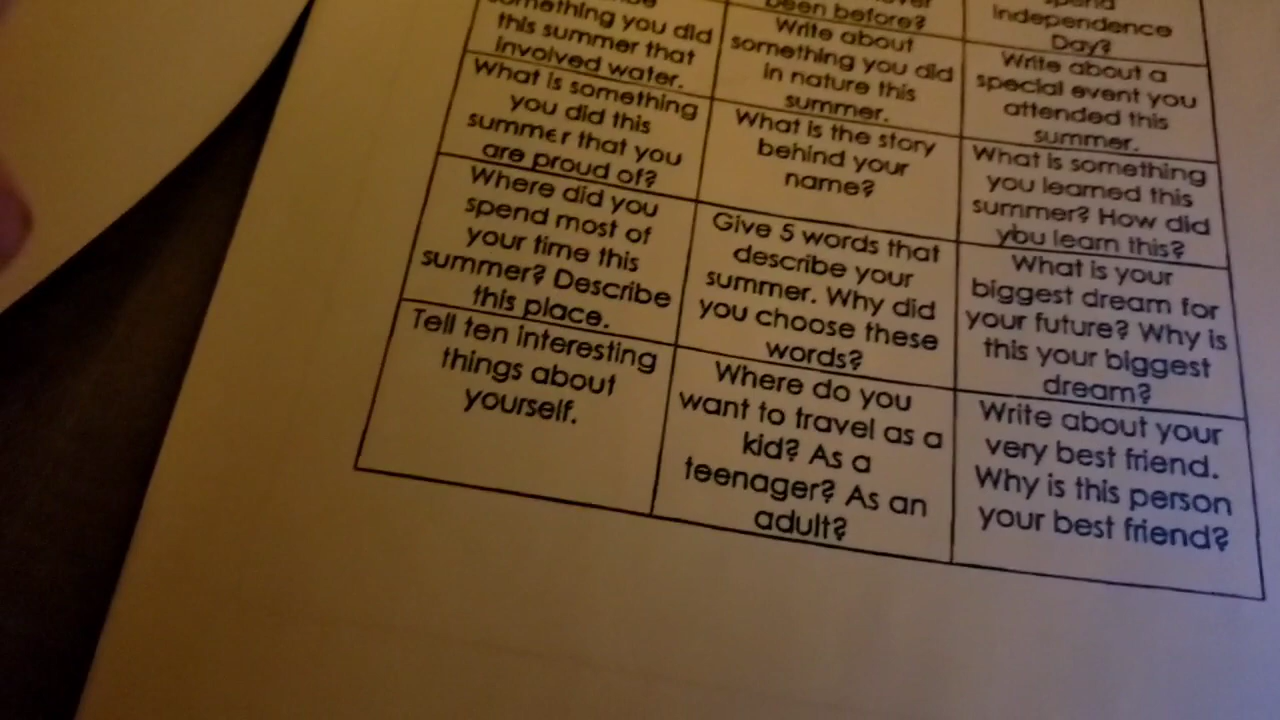 been before?
spend
Independence
Day?
something you did
this summer that
involved water.
Write about
something you did
in nature this
summer.
Write about a
special event you
attended this
summer.
What is something
you did this
summer that you
are proud of?
What is the story
behind your
name?
What is something
you learned this
summer? How did
you learn this?
Where did you
spend most of
your time this
summer? Describe
this place.
Give 5 words that
describe your
summer. Why did
you choose these
words?
What is your
biggest dream for
your future? Why is
this your biggest
dream?
Tell ten interesting
things about
yourself.
Where do you
want to travel as a
kid? As a
teenager? As an
adult?
Write about your
very best friend.
Why is this person
your best friend?